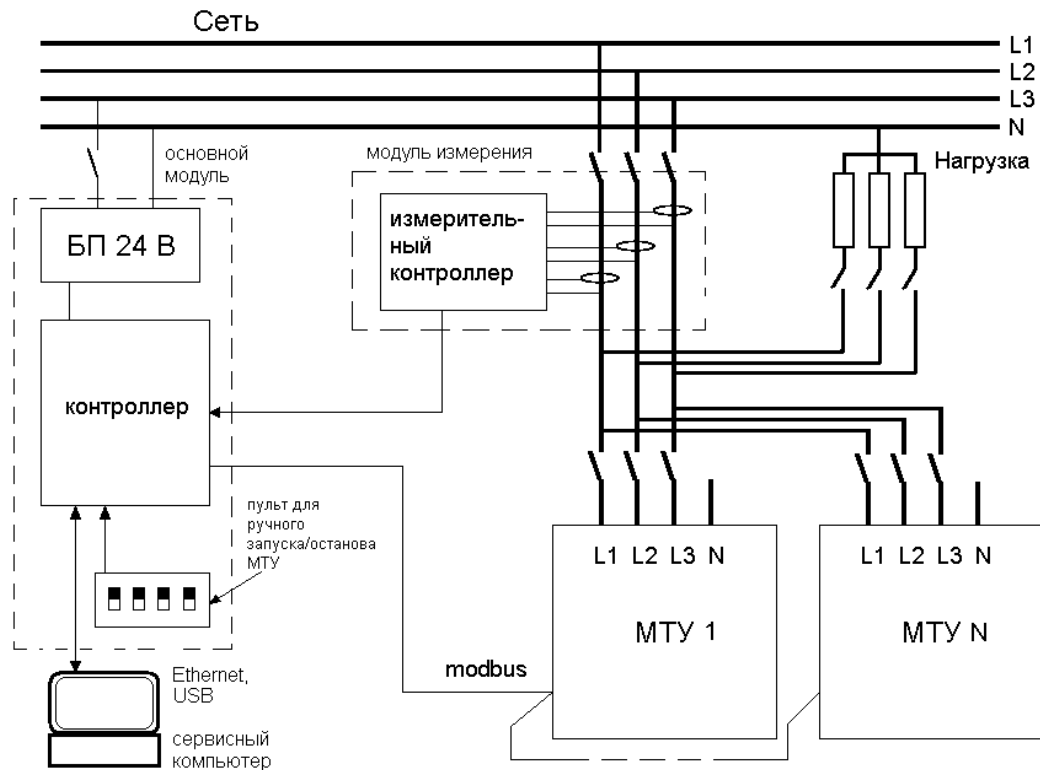 Сеть
L1
L2
L3
N
основной
модуль
модуль измерения
Нагрузка
БП 24 В
измеритель-
ный
контроллер
контроллер
пульт для
ручного
запуска/останова
МТУ
L1 L2 L3 N
L1 L2 L3 N
МТУ 1
МТУ N
modbus
Ethernet,
USB
сервисный
компьютер